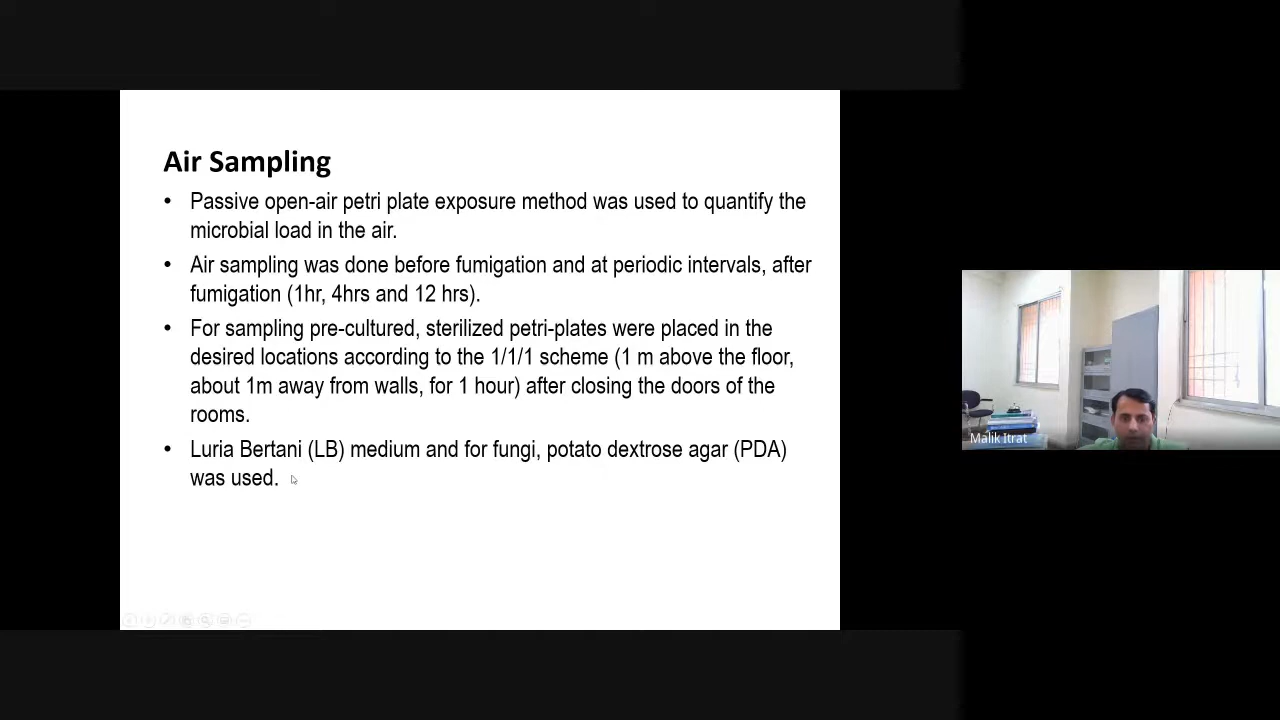 Air Sampling
• Passive open-air petri plate exposure method was used to quantify the
microbial load in the air.
• Air sampling was done before fumigation and at periodic intervals, after
fumigation (1hr, 4hrs and 12 hrs).
• For sampling pre-cultured, sterilized petri-plates were placed in the
desired locations according to the 1/1/1 scheme (1 m above the floor,
about 1m away from walls, for 1 hour) after closing the doors of the
rooms.
• Luria Bertani (LB) medium and for fungi, potato dextrose agar (PDA)
was used.
Malik Itrat